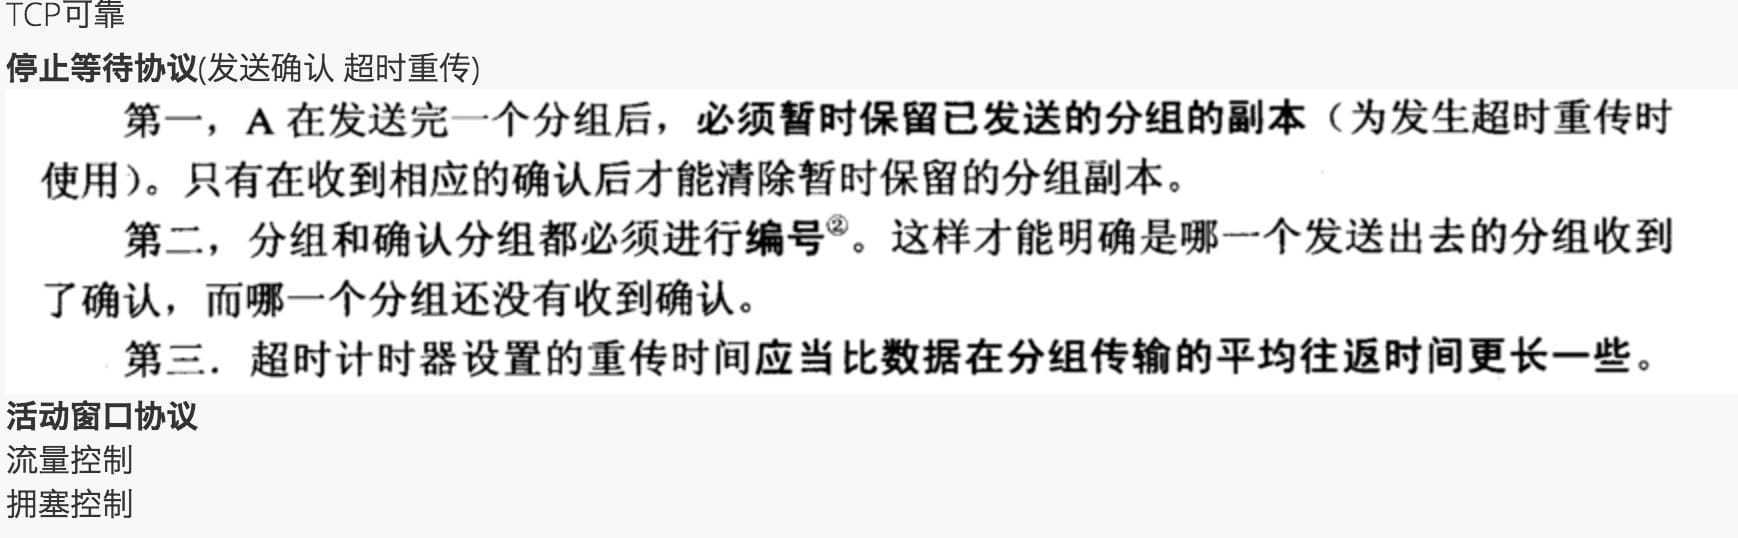 TCP可靠
停止等待协议(发送确认 超时重传)
第一，A 在发送完一个分组后，必须暂时保留已发送的分组的副本（为发生超时重传时
使用）。只有在收到相应的确认后才能清除暂时保留的分组副本。
第二，分组和确认分组都必须进行编号②。这样才能明确是哪一个发送出去的分组收到
了确认，而哪一个分组还没有收到确认。
第三．超时计时器设置的重传时间应当比数据在分组传输的平均往返时间更长一些。
活动窗口协议
流量控制
拥塞控制